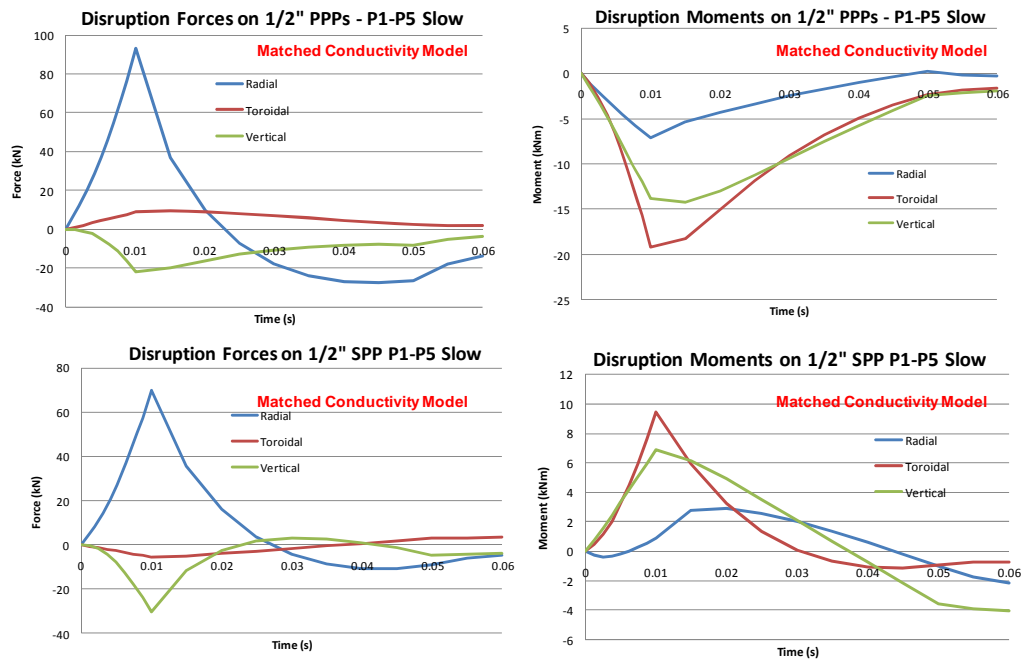 Disruption Forces on 1/2" PPPs - P1-P5 Slow
Matched Conductivity Model
Radial
Toroidal
Vertical
100
80
60
40
20
0
-20
-40
0
0.01
0.02
0.03
0.04
0.05
0.06
Force (kN)
Time (s)
Disruption Moments on 1/2" PPPs - P1-P5 Slow
Matched Conductivity Model
5
0
-5
-10
-15
-20
-25
0
0.01
0.02
0.03
0.04
0.05
0.06
Radial
Toroidal
Vertical
Moment (kNm)
Time (s)
Disruption Forces on 1/2" SPP P1-P5 Slow
Matched Conductivity Model
Radial
Toroidal
Vertical
80
60
40
20
0
-20
-40
0
0.01
0.02
0.03
0.04
0.05
0.06
Force (kN)
Time (s)
Disruption Moments on 1/2" SPP P1-P5 Slow
Matched Conductivity Model
Radial
Toroidal
Vertical
12
10
8
6
4
2
0
-2
-4
-6
0
0.01
0.02
0.03
0.04
0.05
0.06
Moment (kNm)
Time (s)